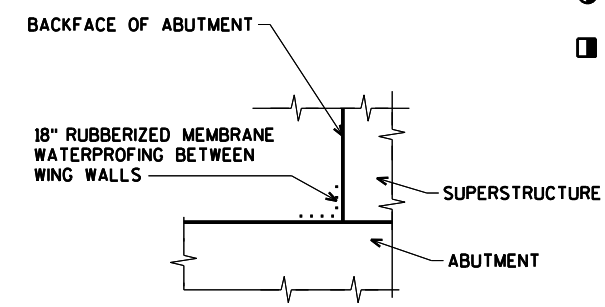 BACKFACE OF ABUTMENT
18" RUBBERIZED MEMBRANE
WATERPROFING BETWEEN
WING WALLS
SUPERSTRUCTURE
ABUTMENT